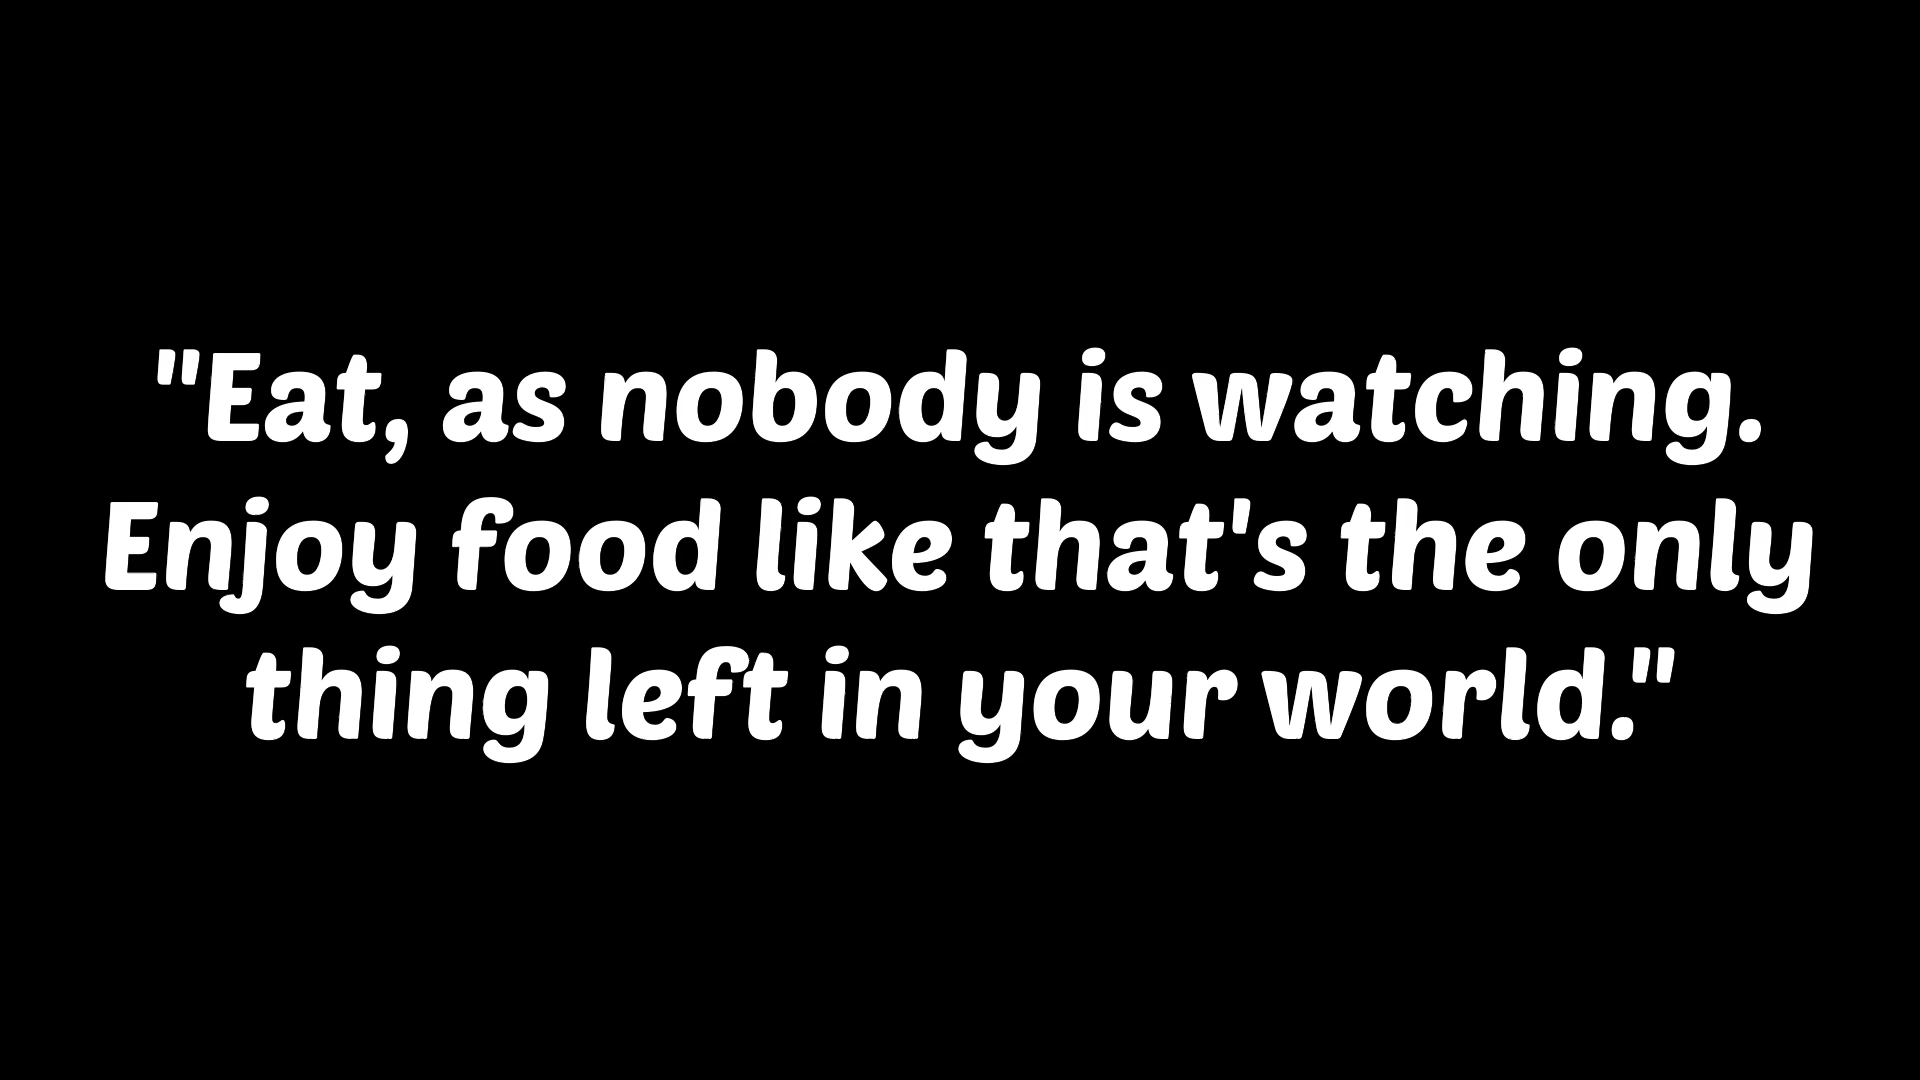 "Eat, as nobody is watching.
Enjoy food like that's the only
thing left in your world."